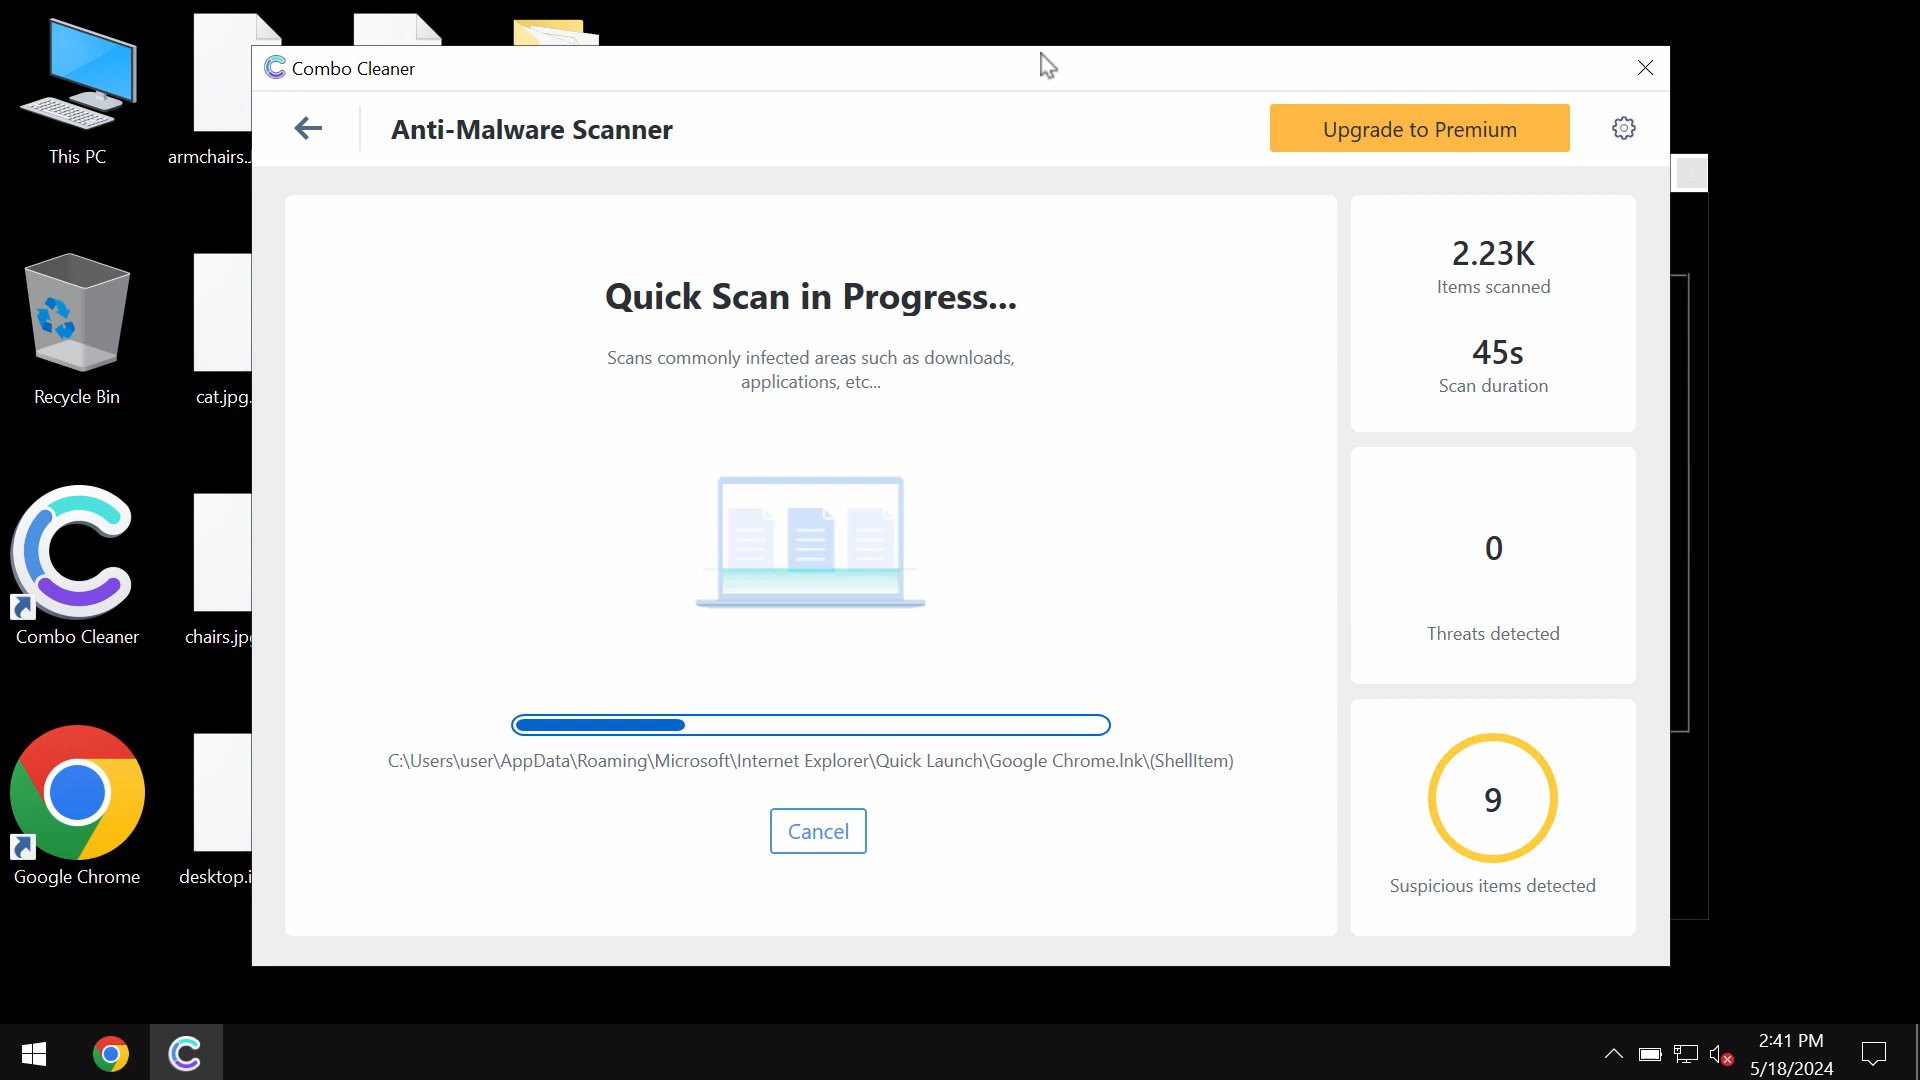 Combo Cleaner
Anti-Malware Scanner
Upgrade to Premium
This PC
armchairs.J
Quick Scan in Progress...
Scans commonly infected areas such as downloads,
applications, etc...
2.23K
Items scanned
45s
Scan duration
Recycle Bin
cat.jpg.
0
Threats detected
Combo Cleaner
chairs.jpg
C:\Users\user\AppData\Roaming\Microsoft\Internet Explorer\Quick Launch\Google Chrome.lnk\(ShellItem)
Cancel
9
Suspicious items detected
Google Chrome
desktop.i
2:41 PM
5/18/2024